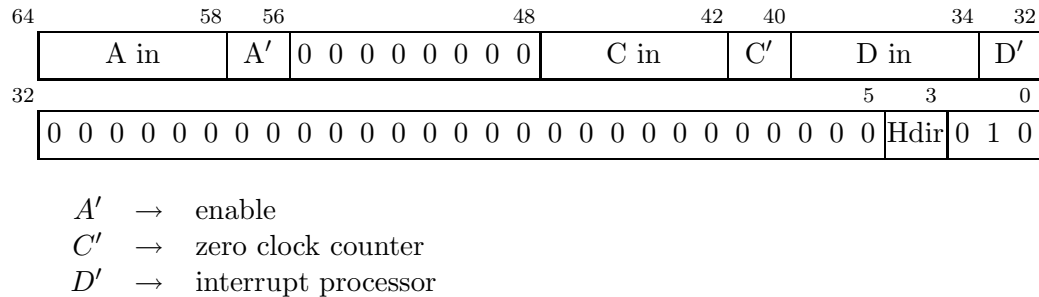 64 58 56 48 42 40 34 32
A in A′ 0 0 0 0 0 0 0 0 C in C′ D in D′
32 5 3 0
0 0 0 0 0 0 0 0 0 0 0 0 0 0 0 0 0 0 0 0 0 0 0 0 0 0 0 Hdir 0 1 0
A′ → enable
C′ → zero clock counter
D′ → interrupt processor